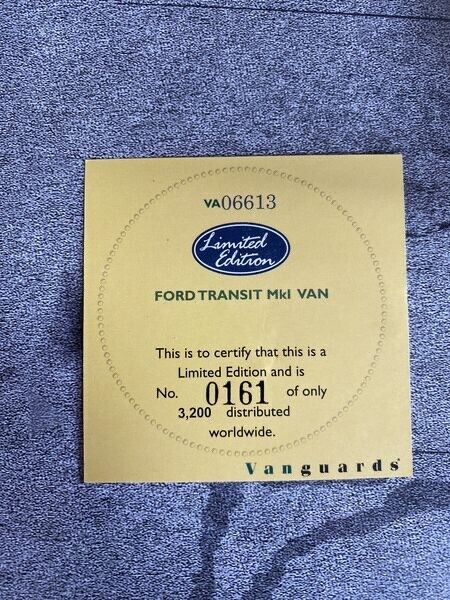 VA06613
Limited
Edition
FORD TRANSIT MkI VAN
This is to certify that this is a
Limited Edition and is
No. 0161 of only
3,200 distributed
worldwide.
Vanguards